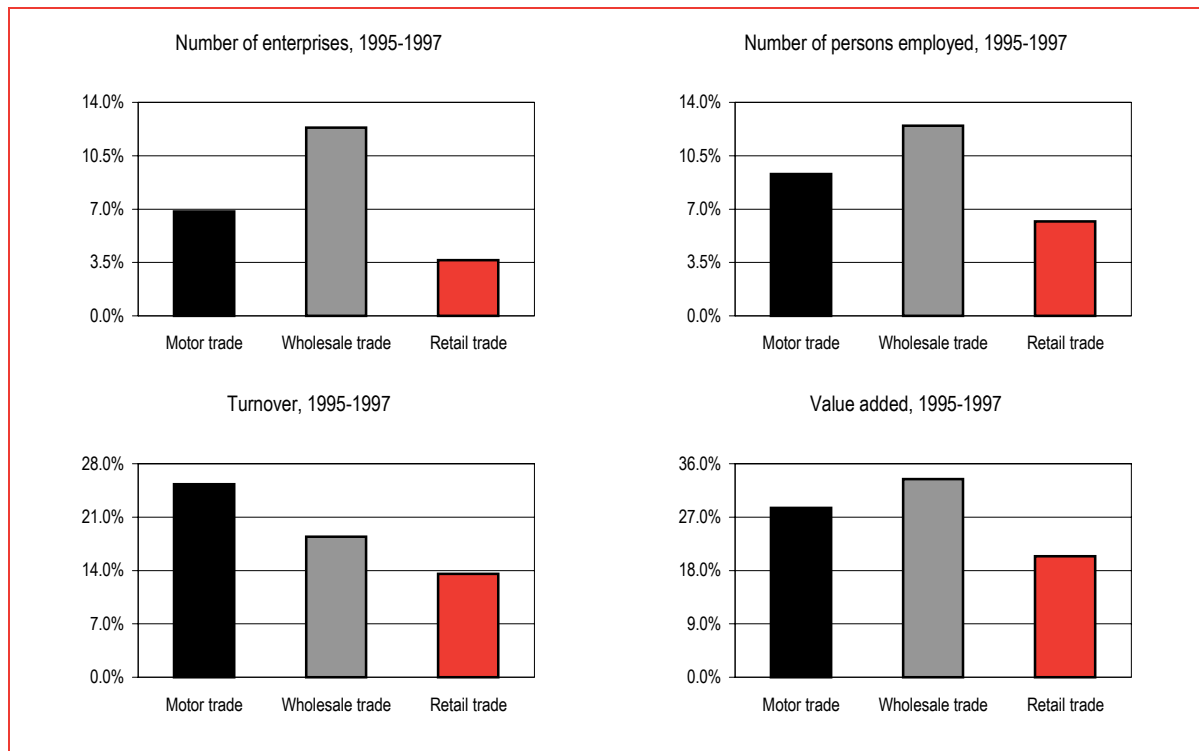 Number of enterprises, 1995-1997
14.0%
10.5%
7.0%
3.5%
0.0%
Motor trade Wholesale trade Retail trade
Number of persons employed, 1995-1997
14.0%
10.5%
7.0%
3.5%
0.0%
Motor trade Wholesale trade Retail trade
Turnover, 1995-1997
28.0%
21.0%
14.0%
7.0%
0.0%
Motor trade Wholesale trade Retail trade
Value added, 1995-1997
36.0%
27.0%
18.0%
9.0%
0.0%
Motor trade Wholesale trade Retail trade